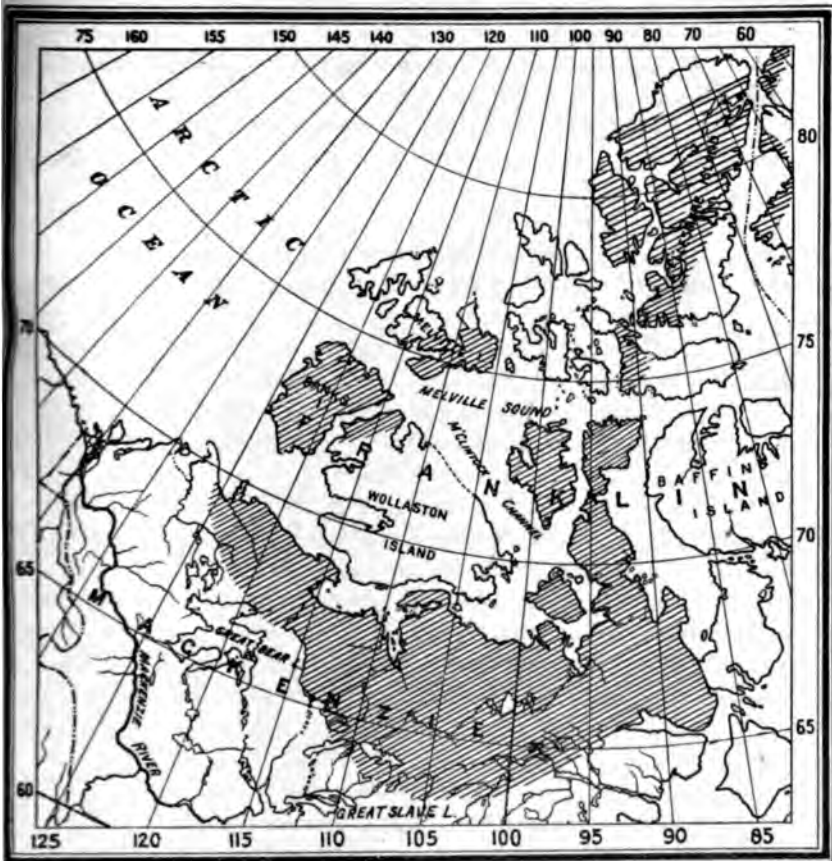 75 160 155 150 145 140 130 120 110 100 90 80 70 60
80
ARCTIC
OCEAN
75
70
MELVILLE SOUND
BANKS I
M'CLINTOCK CHANNEL
FRANKLIN
BAFFINS
ISLAND
WOLLASTON
ISLAND
70
65
MACKENZIE
GREAT BEAR
MACKENZIE
RIVER
65
60
GREAT SLAVE L.
125 120 115 110 105 100 95 90 85